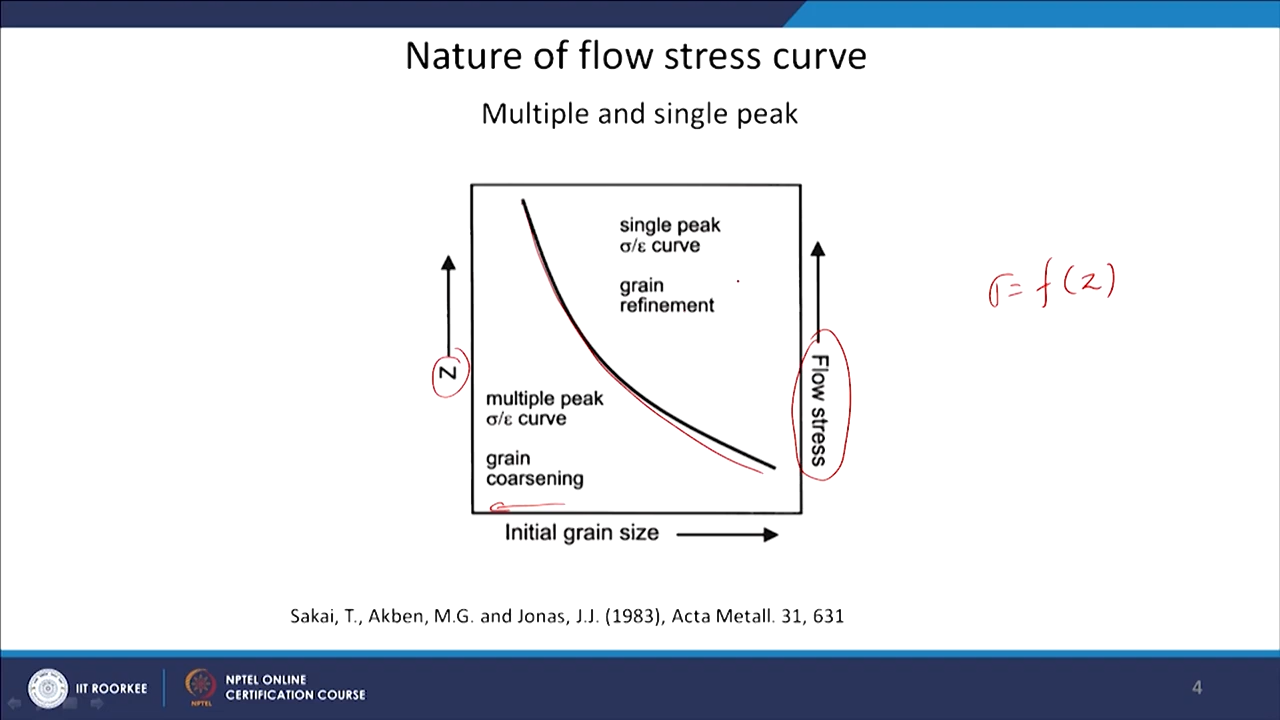 Nature of flow stress curve
Multiple and single peak
single peak
σ/ε curve
grain
refinement
Z
Flow stress
σ = f(z)
multiple peak
σ/ε curve
grain
coarsening
Initial grain size
Sakai, T., Akben, M.G. and Jonas, J.J. (1983), Acta Metall. 31, 631
IIT ROORKEE
NPTEL
NPTEL ONLINE
CERTIFICATION COURSE
4